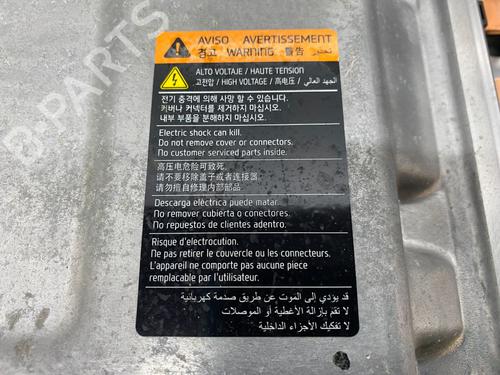 AVISO AVERTISSEMENT
경고 WARNING 警告 تحذير
ALTO VOLTAJE / HAUTE TENSION
고전압 / HIGH VOLTAGE / 高电压 / الجهد العالي
전기 충격에 의해 사망 할 수 있습니다.
커버나 커넥터를 제거하지 마십시오.
내부 부품을 분해하지 마십시오.
Electric shock can kill.
Do not remove cover or connectors.
No customer serviced parts inside.
高压电危险可致死.
请不要移除盖子或者连接器
请勿擅自修理内部部品
Descarga eléctrica puede matar.
No remover cubierta o conectores.
No repuestos de clientes adentro.
Risque d'electrocution.
Ne pas retirer le couvercle ou les connecteurs.
L'appareil ne comporte pas aucune piece
remplacable par l'utilisateur.
قد يؤدي إلى الموت عن طريق صدمة كهربائية
لا تقم بإزالة الأغطية أو الموصلات
لا تفكيك الأجزاء الداخلية